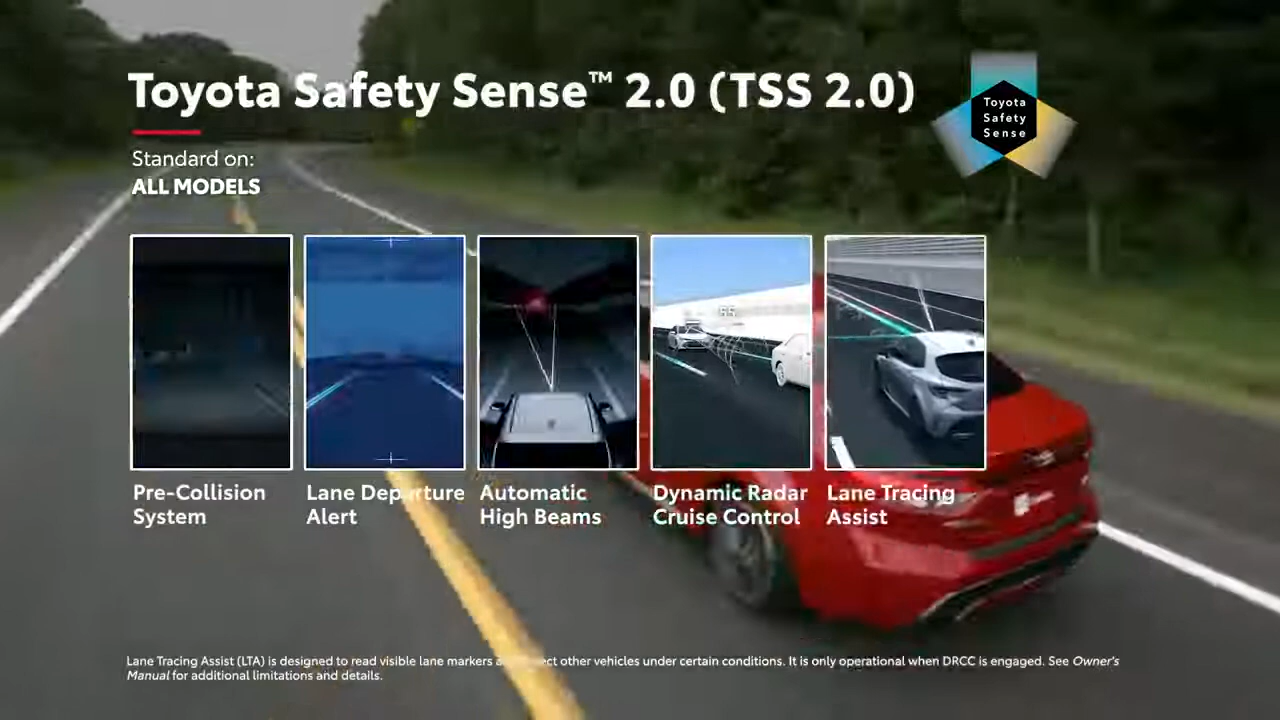 Toyota Safety Sense™ 2.0 (TSS 2.0)
Toyota
Safety
Sense
Standard on:
ALL MODELS
Pre-Collision
System
Lane Departure
Alert
Automatic
High Beams
Dynamic Radar
Cruise Control
Lane Tracing
Assist
Lane Tracing Assist (LTA) is designed to read visible lane markers other vehicles under certain conditions. It is only operational when DRCC is engaged. See Owner's
Manual for additional limitations and details.